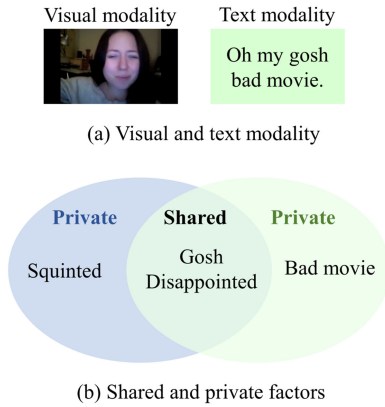 Visual modality
Text modality
Oh my gosh
bad movie.
(a) Visual and text modality
Private
Shared
Private
Squinted
Gosh
Disappointed
Bad movie
(b) Shared and private factors